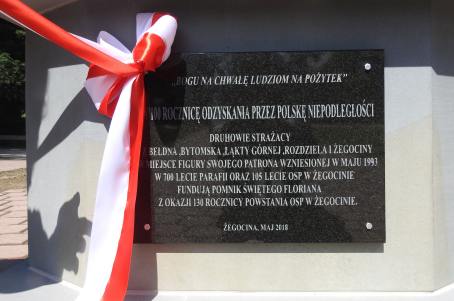 „BOGU NA CHWAŁĘ LUDZIOM NA POŻYTEK"
100 ROCZNICĘ ODZYSKANIA PRZEZ POLSKĘ NIEPODLEGŁOŚCI
DRUHOWIE STRAŻACY
BEŁDNA ,BYTOMSKA ŁĄKTY GÓRNEJ ,ROZDZIELA I ŻEGOCINY
MIEJSCE FIGURY SWOJEGO PATRONA WZNIESIONEJ W MAJU 1993
W 700 LECIE PARAFII ORAZ 105 LECIE OSP W ŻEGOCINIE
FUNDUJĄ POMNIK ŚWIĘTEGO FLORIANA
Z OKAZJI 130 ROCZNICY POWSTANIA OSP W ŻEGOCINIE.
ŻEGOCINA, MAJ 2018